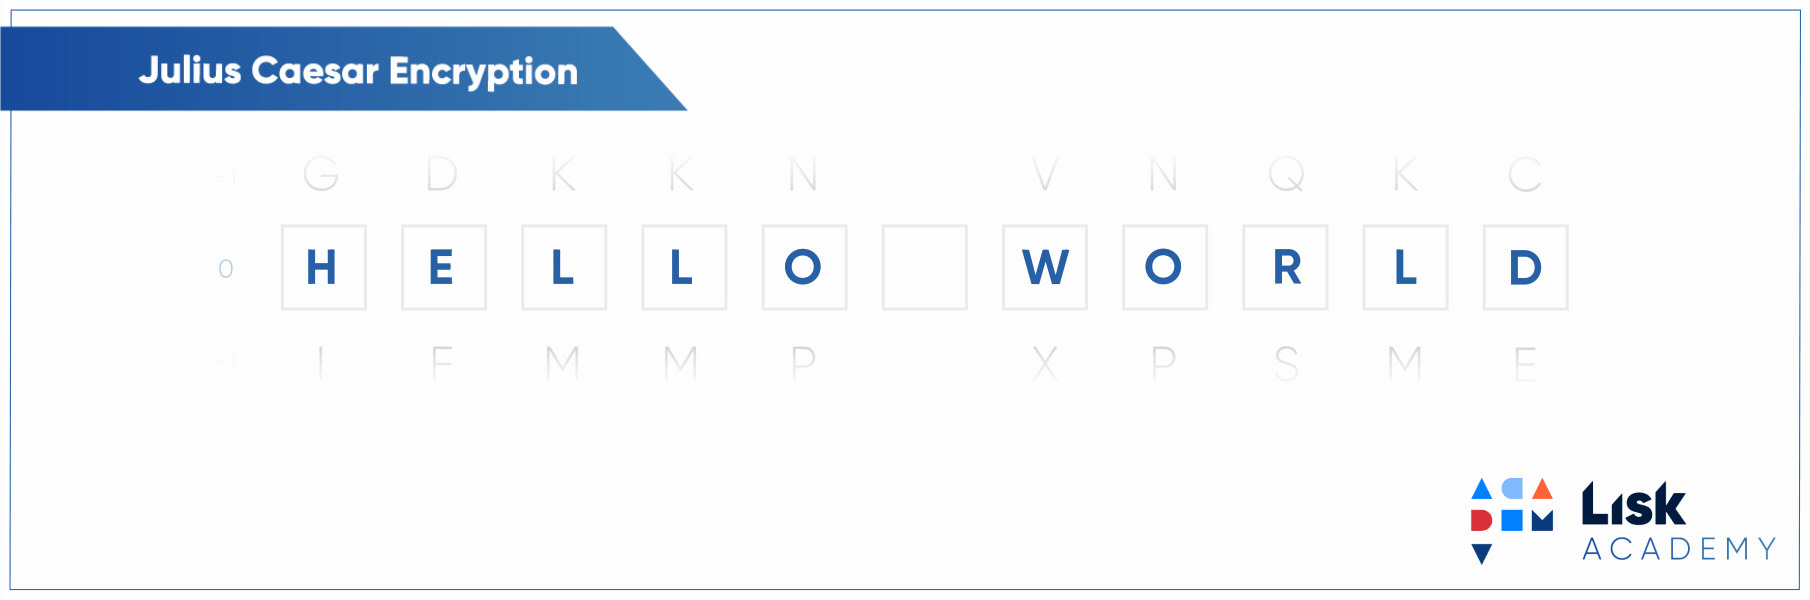 Julius Caesar Encryption
-1 G D K K N V N Q K C
0 H E L L O W O R L D
+1 I F M M P X P S M E
Lisk
ACADEMY